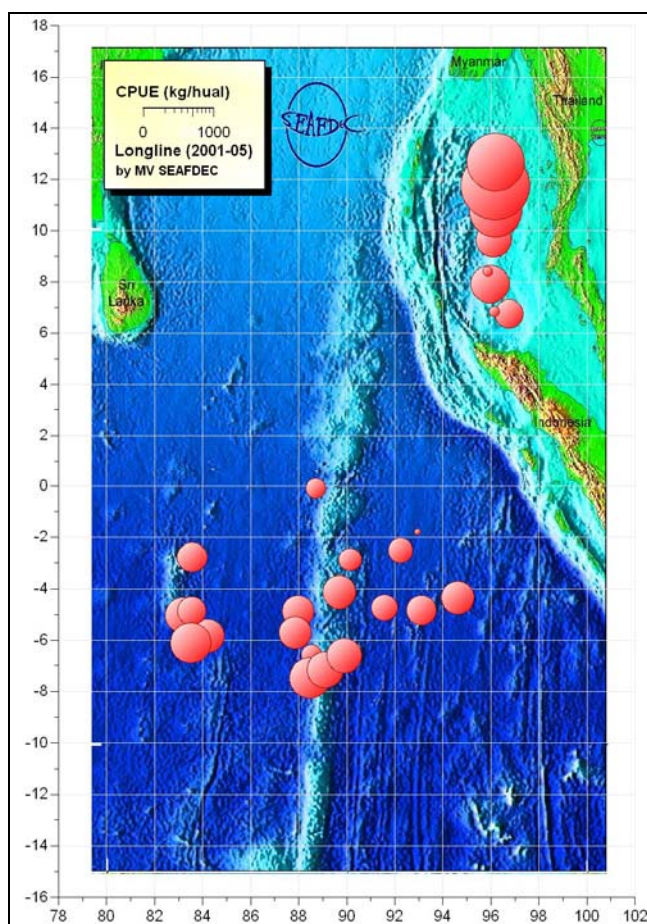 18
16
14
12
10
8
6
4
2
0
-2
-4
-6
-8
-10
-12
-14
-16
CPUE (kg/hual)
0 1000
Longline (2001-05)
by MV SEAFDEC
SEAFDEC
Myanmar
Thailand
Sri
Lanka
Indonesia
78 80 82 84 86 88 90 92 94 96 98 100 102